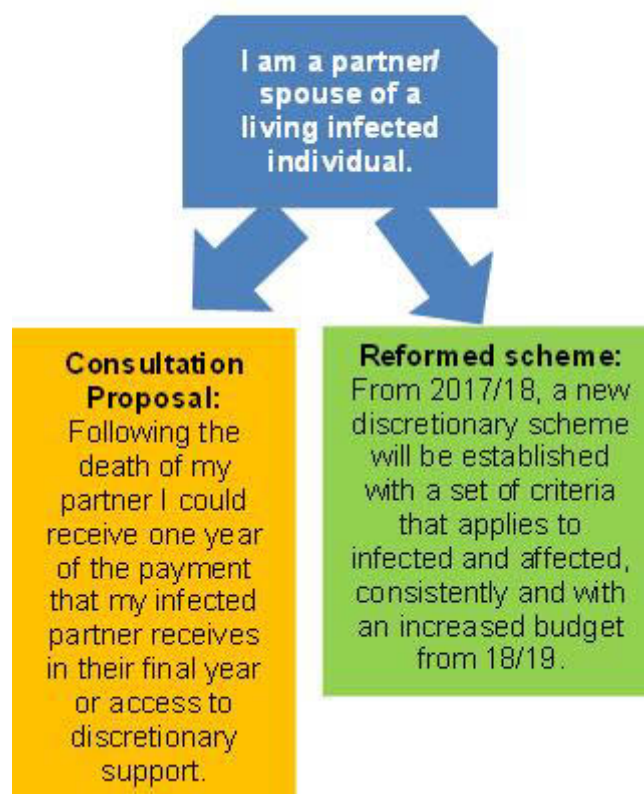 I am a partner/
spouse of a
living infected
individual.
Consultation
Proposal:
Following the
death of my
partner I could
receive one year
of the payment
that my infected
partner receives
in their final year
or access to
discretionary
support.
Reformed scheme:
From 2017/18, a new
discretionary scheme
will be established
with a set of criteria
that applies to
infected and affected,
consistently and with
an increased budget
from 18/19.